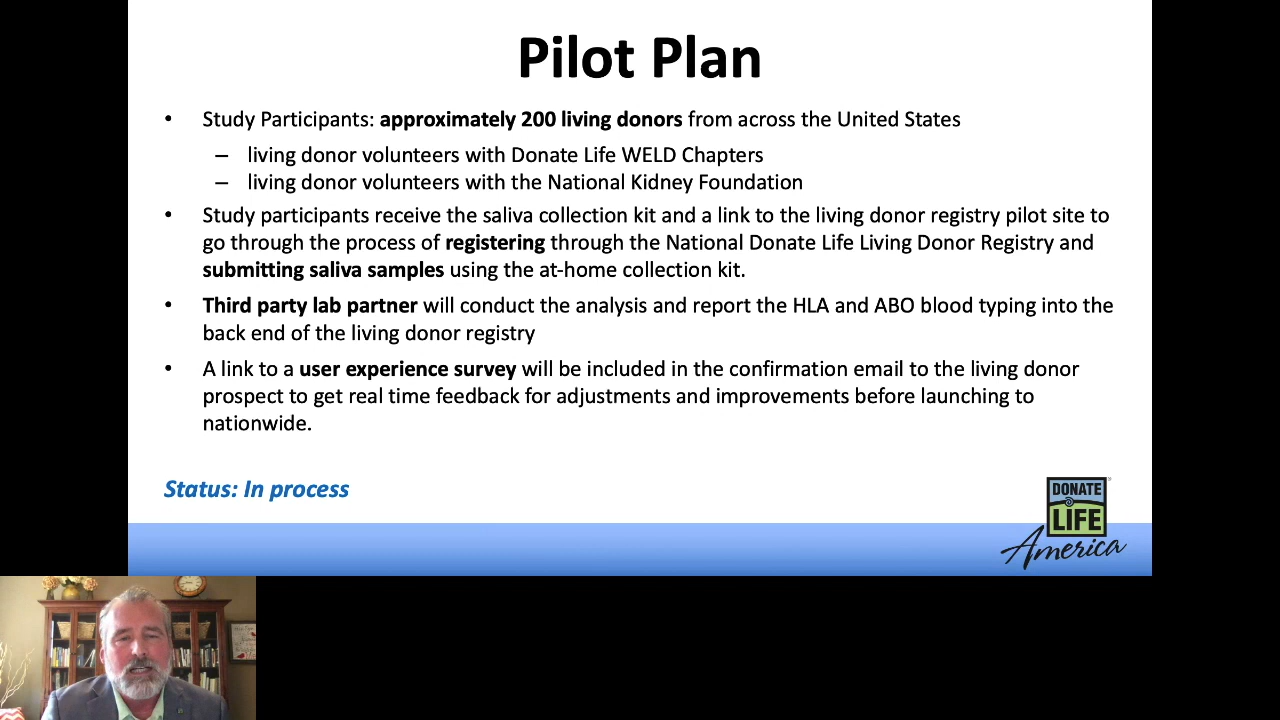 Pilot Plan
• Study Participants: approximately 200 living donors from across the United States
– living donor volunteers with Donate Life WELD Chapters
– living donor volunteers with the National Kidney Foundation
• Study participants receive the saliva collection kit and a link to the living donor registry pilot site to
go through the process of registering through the National Donate Life Living Donor Registry and
submitting saliva samples using the at-home collection kit.
• Third party lab partner will conduct the analysis and report the HLA and ABO blood typing into the
back end of the living donor registry
• A link to a user experience survey will be included in the confirmation email to the living donor
prospect to get real time feedback for adjustments and improvements before launching to
nationwide.
Status: In process
DONATE
LIFE
America